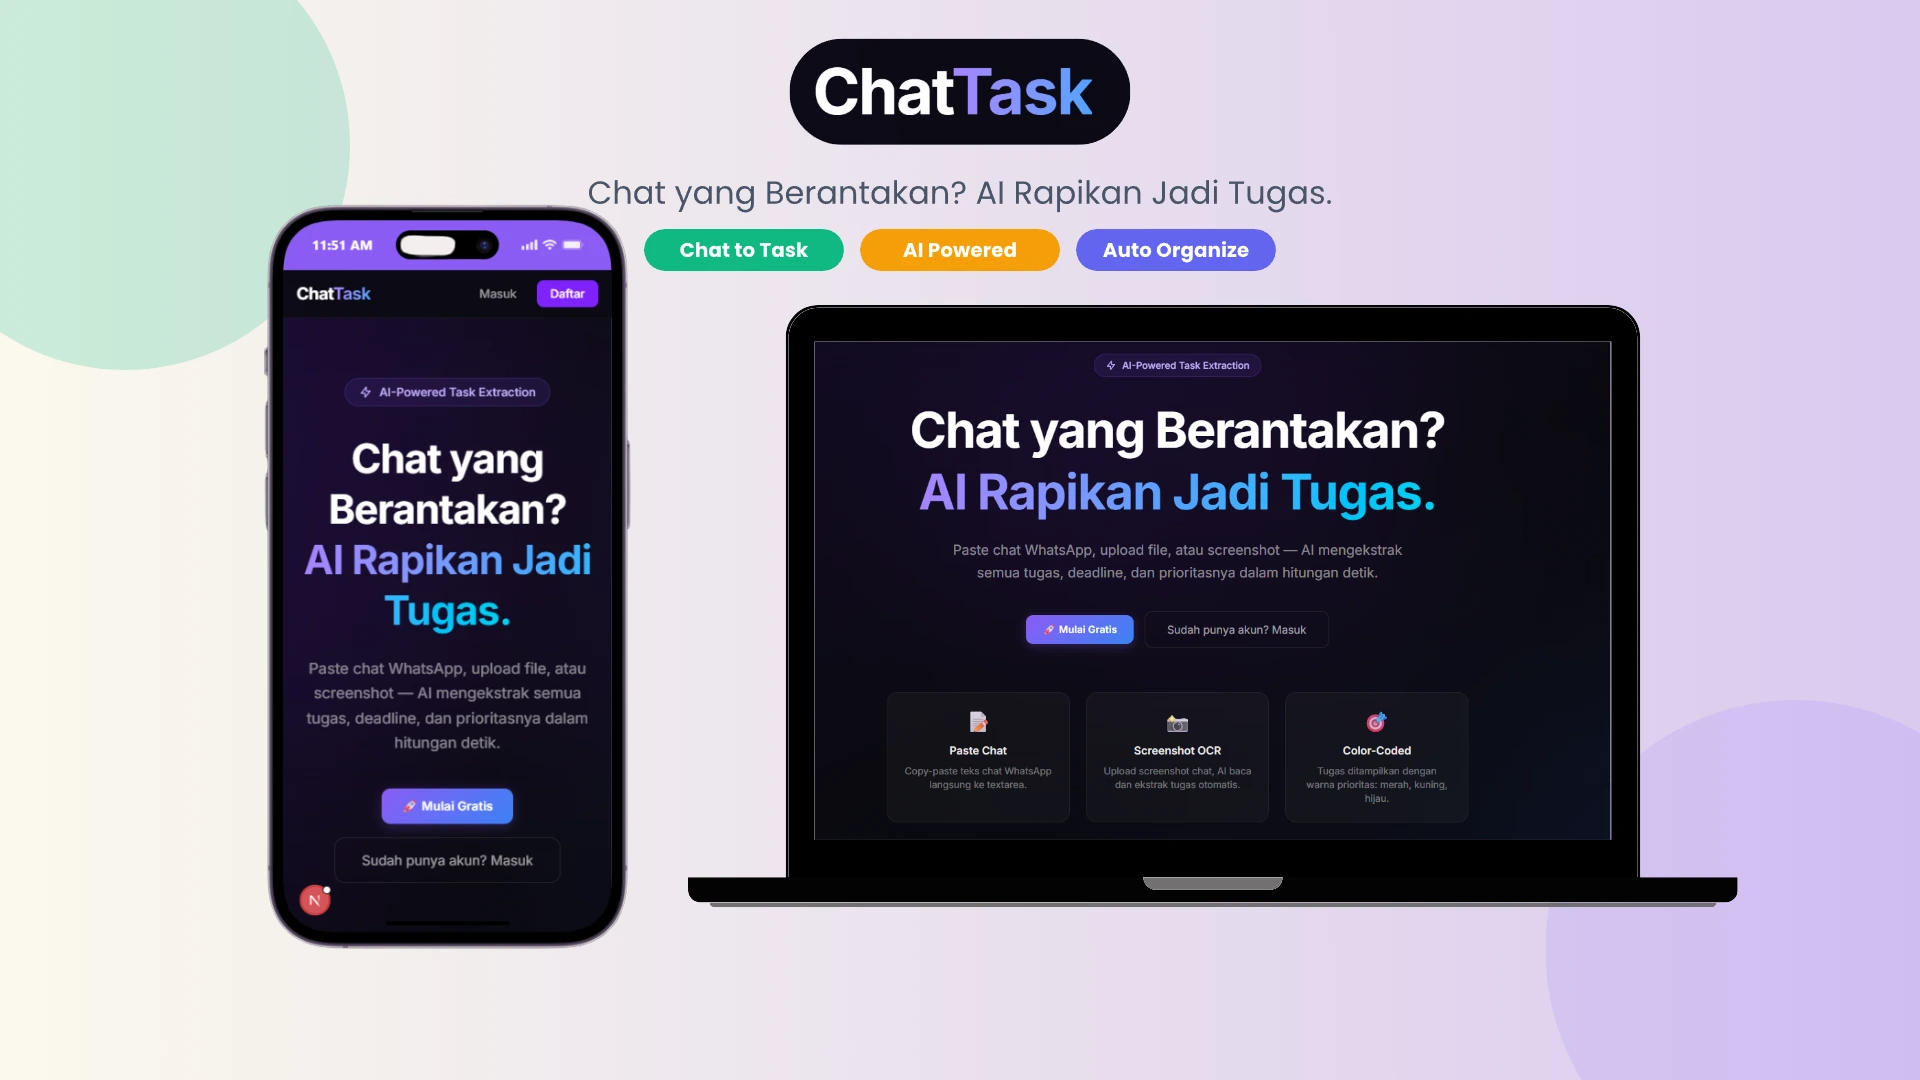 ChatTask
Chat yang Berantakan? AI Rapikan Jadi Tugas.
Chat to Task
AI Powered
Auto Organize
11:51 AM
ChatTask
Masuk
Daftar
AI-Powered Task Extraction
Chat yang
Berantakan?
AI Rapikan Jadi
Tugas.
Paste chat WhatsApp, upload file, atau
screenshot — AI mengekstrak semua
tugas, deadline, dan prioritasnya dalam
hitungan detik.
🚀 Mulai Gratis
Sudah punya akun? Masuk
N
AI-Powered Task Extraction
Chat yang Berantakan?
AI Rapikan Jadi Tugas.
Paste chat WhatsApp, upload file, atau screenshot — AI mengekstrak
semua tugas, deadline, dan prioritasnya dalam hitungan detik.
🚀 Mulai Gratis
Sudah punya akun? Masuk
Paste Chat
Copy-paste teks chat WhatsApp
langsung ke textarea.
Screenshot OCR
Upload screenshot chat, AI baca
dan ekstrak tugas otomatis.
Color-Coded
Tugas ditampilkan dengan
warna prioritas: merah, kuning,
hijau.